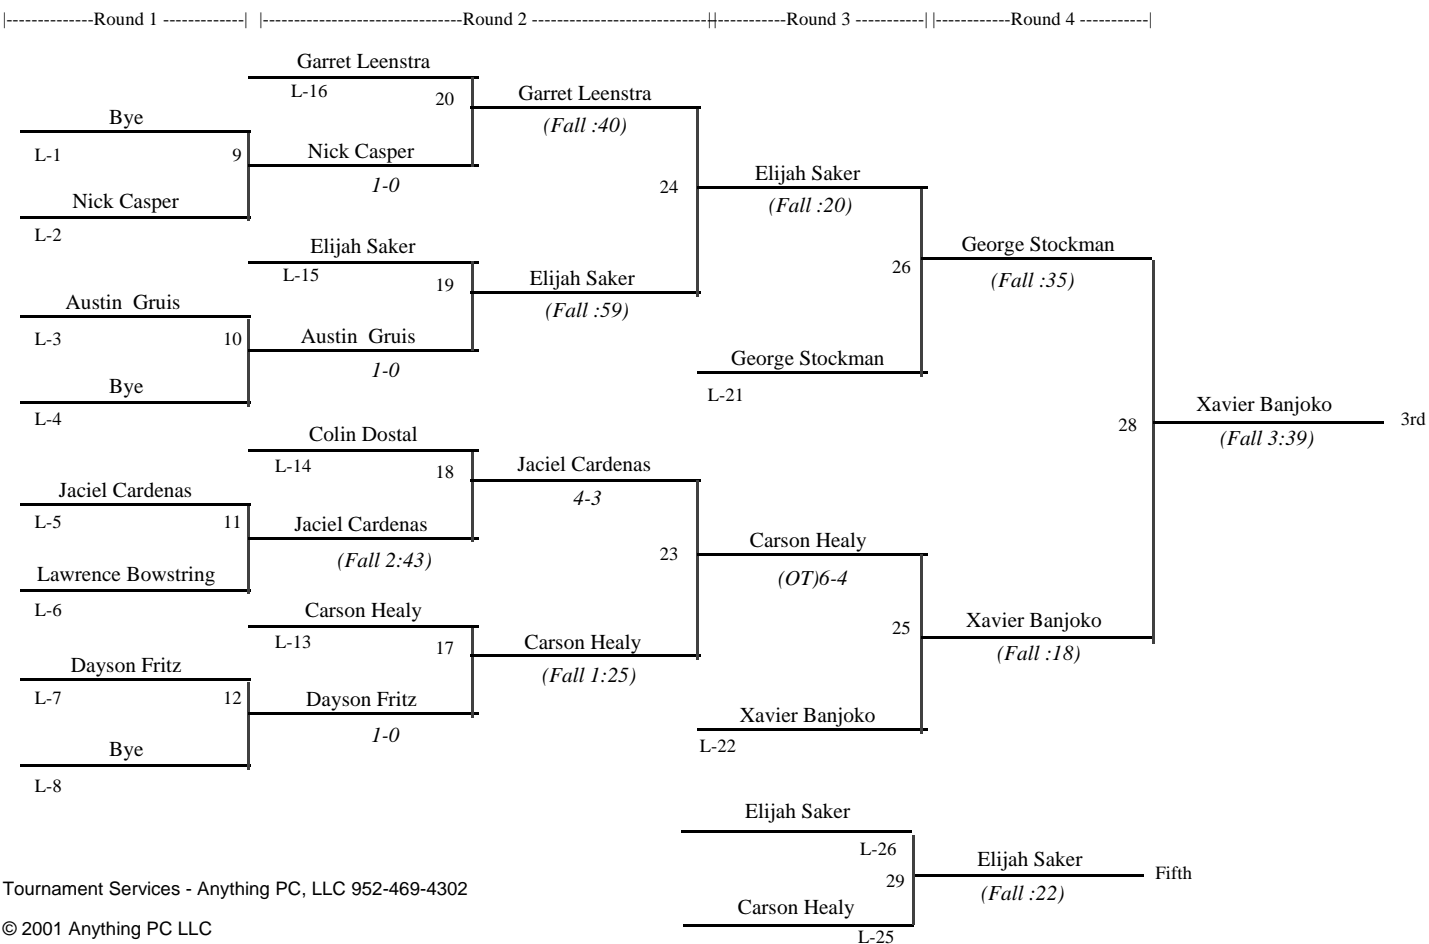 |--------------Round 1 -------------| |--------------------------------Round 2 ----------------------------||-----------Round 3 -----------| |------------Round 4 -----------|
Garret Leenstra
L-16
20
Garret Leenstra
(Fall :40)
Bye
L-1
9
Nick Casper
1-0
Nick Casper
L-2
24
Elijah Saker
(Fall :20)
Elijah Saker
L-15
19
Elijah Saker
(Fall :59)
26
George Stockman
(Fall :35)
Austin  Gruis
L-3
10
Austin  Gruis
1-0
Bye
L-4
George Stockman
L-21
28
Xavier Banjoko
(Fall 3:39)
3rd
Colin Dostal
L-14
18
Jaciel Cardenas
4-3
Jaciel Cardenas
L-5
11
Jaciel Cardenas
(Fall 2:43)
Lawrence Bowstring
L-6
23
Carson Healy
(OT)6-4
Carson Healy
L-13
17
Carson Healy
(Fall 1:25)
25
Xavier Banjoko
(Fall :18)
Dayson Fritz
L-7
12
Dayson Fritz
1-0
Bye
L-8
Xavier Banjoko
L-22
Elijah Saker
L-26
29
Elijah Saker
(Fall :22)
Fifth
Carson Healy
L-25
Tournament Services - Anything PC, LLC 952-469-4302
© 2001 Anything PC LLC